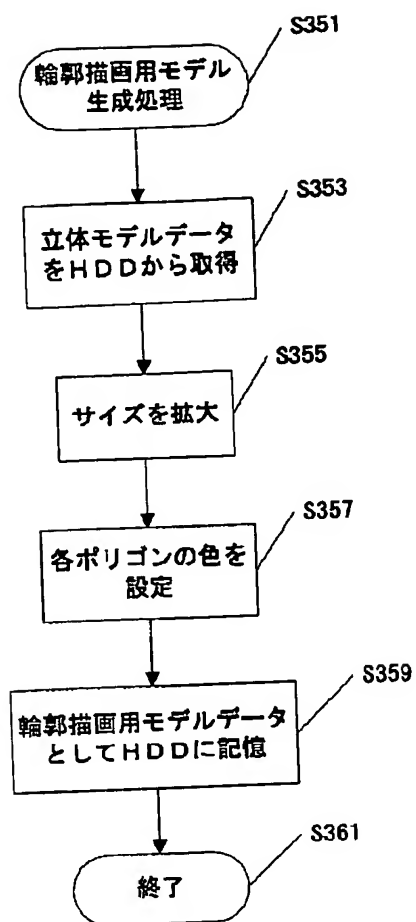 S351
輪郭描画用モデル
生成処理
S353
立体モデルデータ
をHDDから取得
S355
サイズを拡大
S357
各ポリゴンの色を
設定
S359
輪郭描画用モデルデータ
としてHDDに記憶
S361
終了